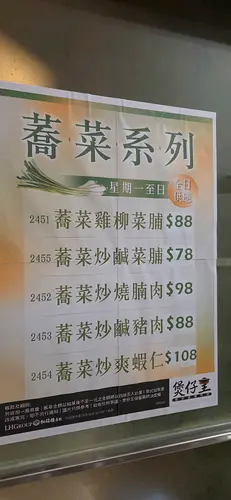 蕎菜系列
星期一至日
全日
供應
2451 蕎菜雞柳菜脯 $88
2455 蕎菜炒鹹菜脯 $78
2452 蕎菜炒燒腩肉 $98
2453 蕎菜炒鹹豬肉 $88
2454 蕎菜炒爽蝦仁 $108
煲仔王
LHGROUP